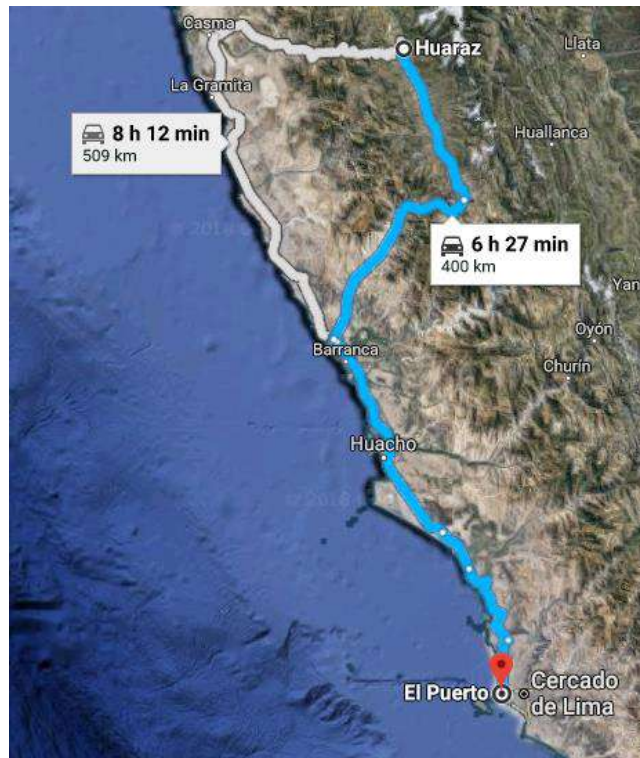 Casma
Huaraz
Llata
La Gramita
8 h 12 min
509 km
Huallanca
6 h 27 min
400 km
Oyón
Barranca
Churín
Huacho
El Puerto
Cercado
de Lima